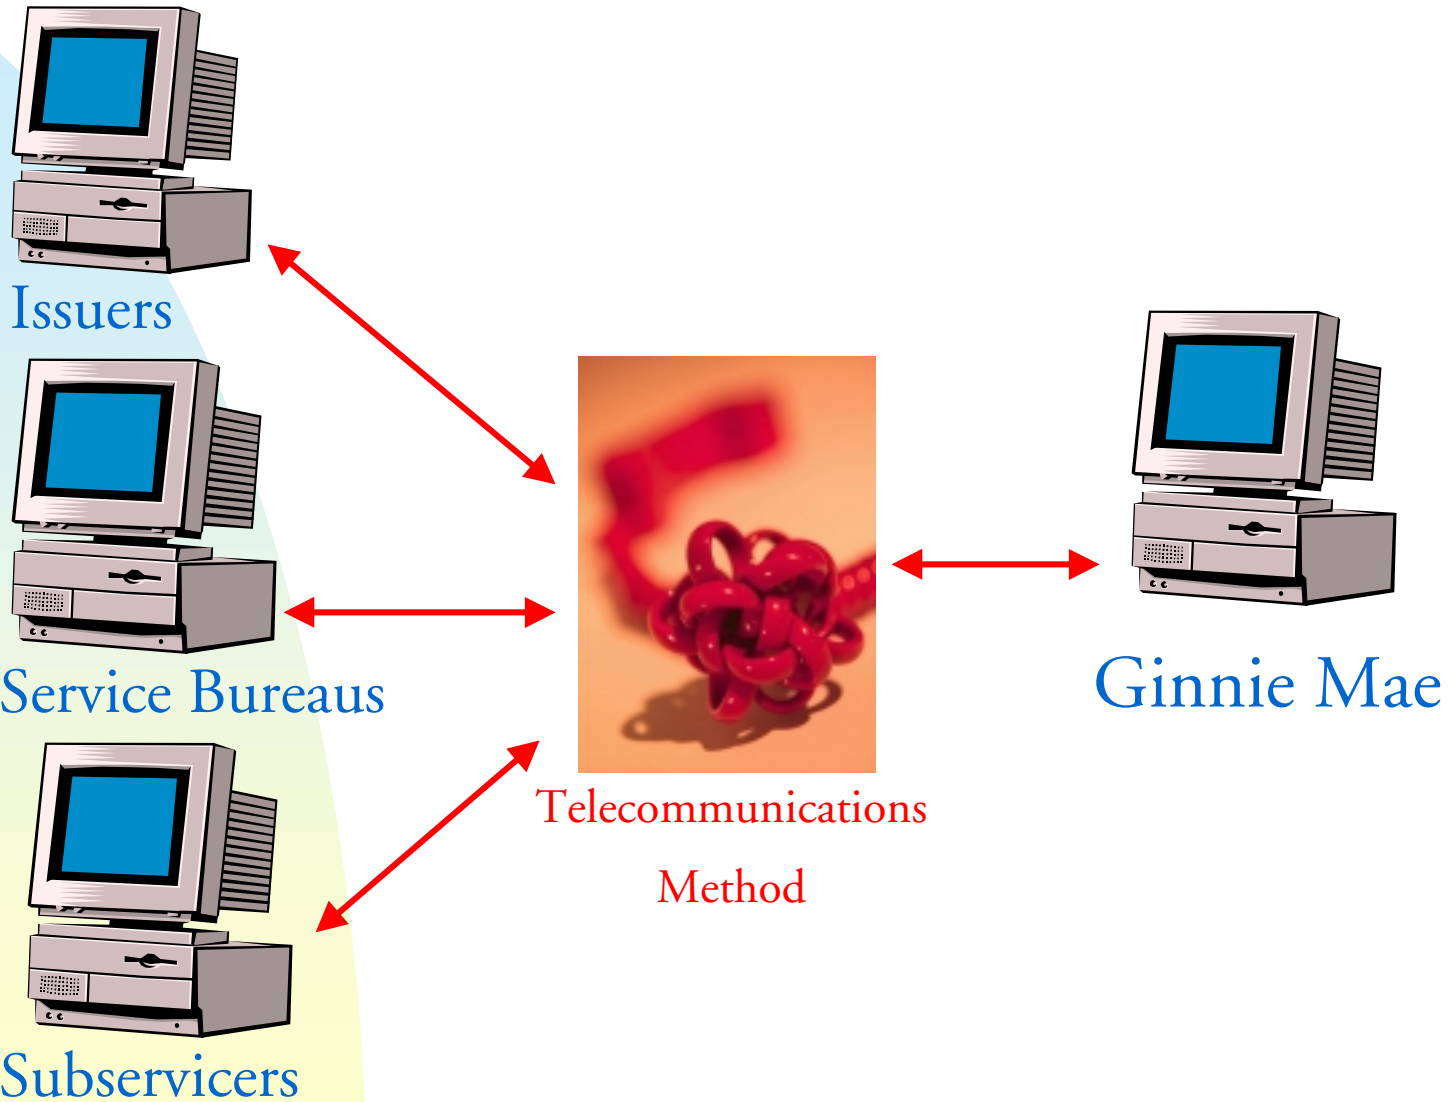 Issuers
Service Bureaus
Subservicers
Telecommunications
Method
Ginnie Mae